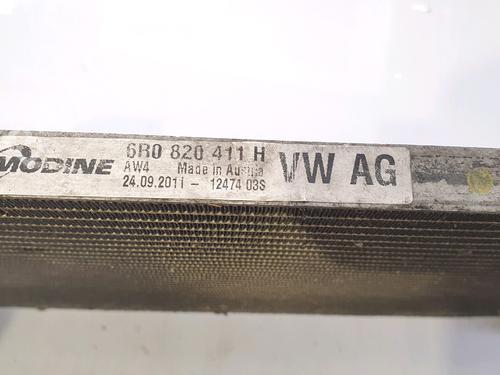 MODINE
6R0 820 411 H
AW4 Made in Austria
24.09.2011 - 12474 03S
VW AG